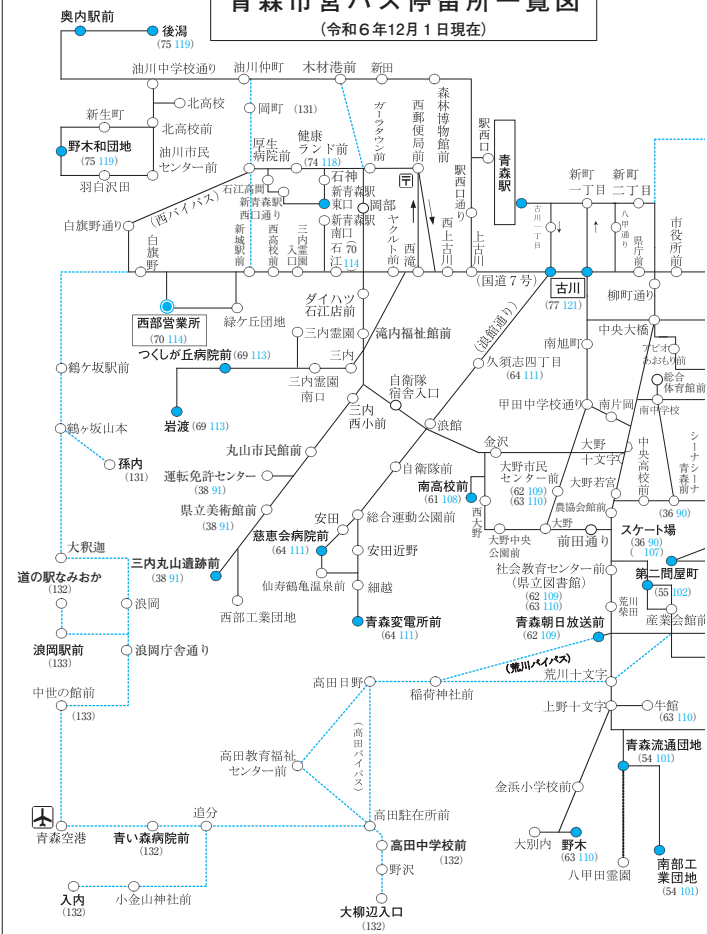 青森市営バス停留所一覧図
(令和６年12月１日現在)
奥内駅前
後潟
(75 119)
油川中学校通り
油川仲町
木材港前
新田
森林博物館前
西郵便局前
ガーラタウン前
北高校
岡町 (131)
新生町
北高校前
野木和団地
(75 119)
油川市民
センター前
羽白沢田
厚生
病院前
健康
ランド前
(74 118)
駅西口
駅西口通り
青森駅
新町
一丁目
新町
二丁目
石江高間
石神
新青森駅
東口
新青森駅
西口通り
新青森駅
南口
岡部
(西バイパス)
白旗野通り
白旗野
新城駅前
西高校前
三内霊園
入口
石江
(70
114
ヤクルト前
西滝
西上古川
上古川
古川一丁目
八甲通り
県庁前
市役所前
(国道７号)
古川
(77 121)
柳町通り
西部営業所
(70 114)
緑ケ丘団地
ダイハツ
石江店前
三内霊園
滝内福祉館前
(浪館通り)
中央大橋
南旭町
アピオ
あおもり前
つくしが丘病院前 (69 113)
三内
三内霊園
南口
久須志四丁目
(64 111)
総合
体育館前
鶴ケ坂駅前
自衛隊
宿舎入口
甲田中学校通り
南片岡
南中学校
岩渡 (69 113)
三内
西小前
浪館
鶴ヶ坂山本
丸山市民館前
金沢
大野
十文字
中央高校前
シーナシーナ
青森前
孫内
(131)
運転免許センター
(38 91)
自衛隊前
南高校前
(61 108)
大野市民
センター前
(62 109)
(63 110)
大野若宮
県立美術館前
(38 91)
総合運動公園前
西大野
農協会館前
(36 90)
安田
大野中央
公園前
大野
前田通り
スケート場
(36 90)
(107)
慈恵会病院前
(64 111)
安田近野
大釈迦
三内丸山遺跡前
(38 91)
仙寿鶴亀温泉前
細越
社会教育センター前
(県立図書館)
(62 109)
(63 110)
第二問屋町
(55 102)
道の駅なみおか
(132)
浪岡
西部工業団地
荒川
柴田
産業会館前
青森変電所前
(64 111)
青森朝日放送前
(62 109)
浪岡駅前
(133)
浪岡庁舎通り
(荒川バイパス)
中世の館前
(133)
高田日野
稲荷神社前
荒川十文字
上野十文字
牛館
(63 110)
(高田バイパス)
高田教育福祉
センター前
青森流通団地
(54 101)
金浜小学校前
青森空港
青い森病院前
(132)
追分
高田駐在所前
大別内
野木
(63 110)
高田中学校前
(132)
野沢
八甲田霊園
南部工
業団地
(54 101)
入内
(132)
小金山神社前
大柳辺入口
(132)